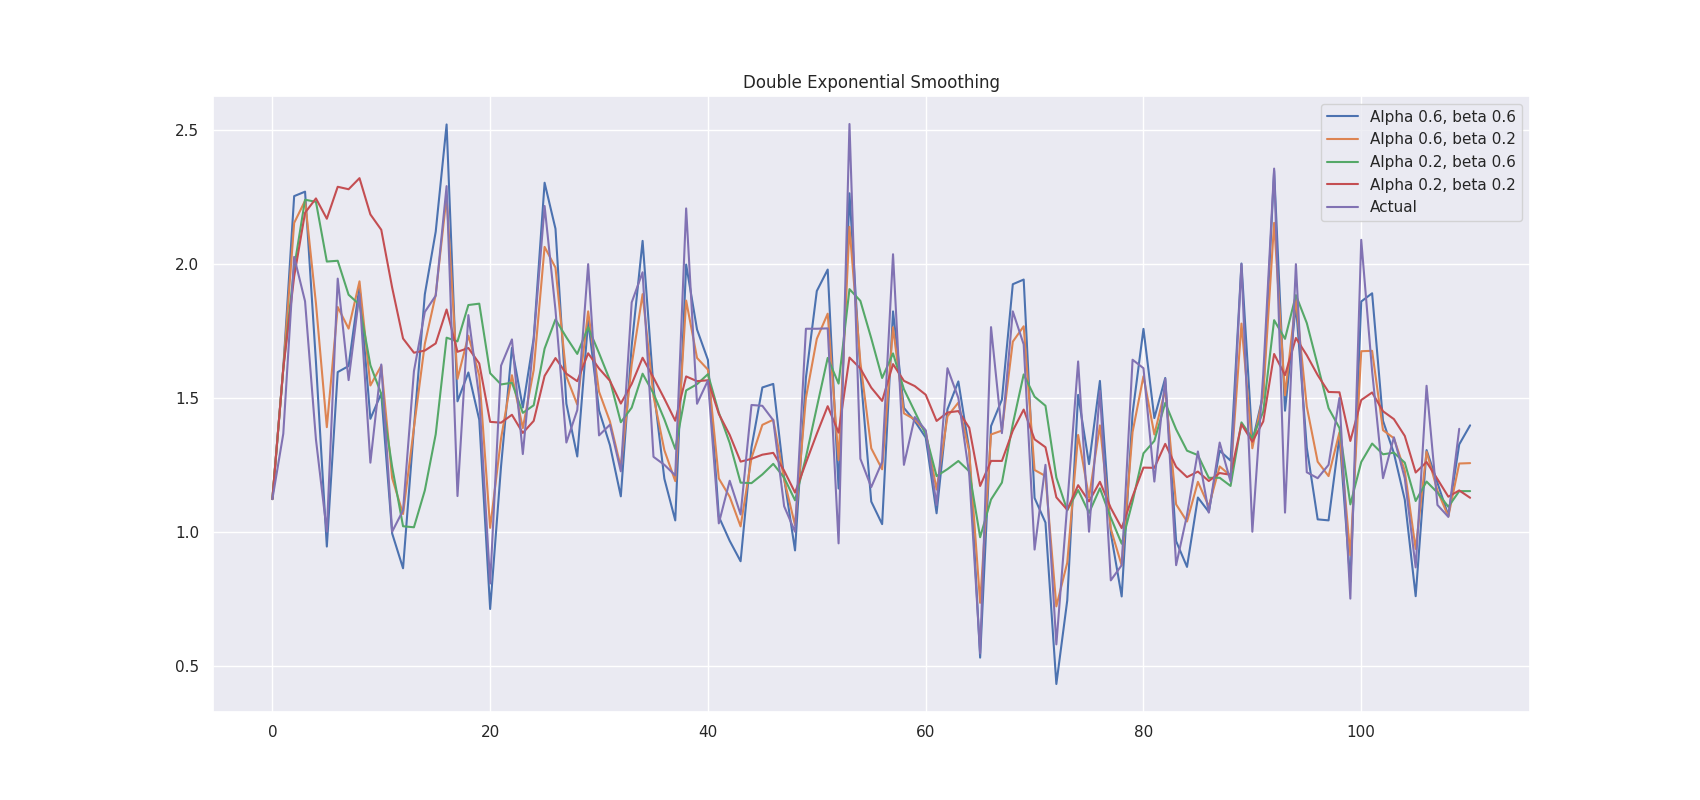 Double Exponential Smoothing
Alpha 0.6, beta 0.6
Alpha 0.6, beta 0.2
Alpha 0.2, beta 0.6
Alpha 0.2, beta 0.2
Actual
2.5
2.0
1.5
1.0
0.5
0 20 40 60 80 100